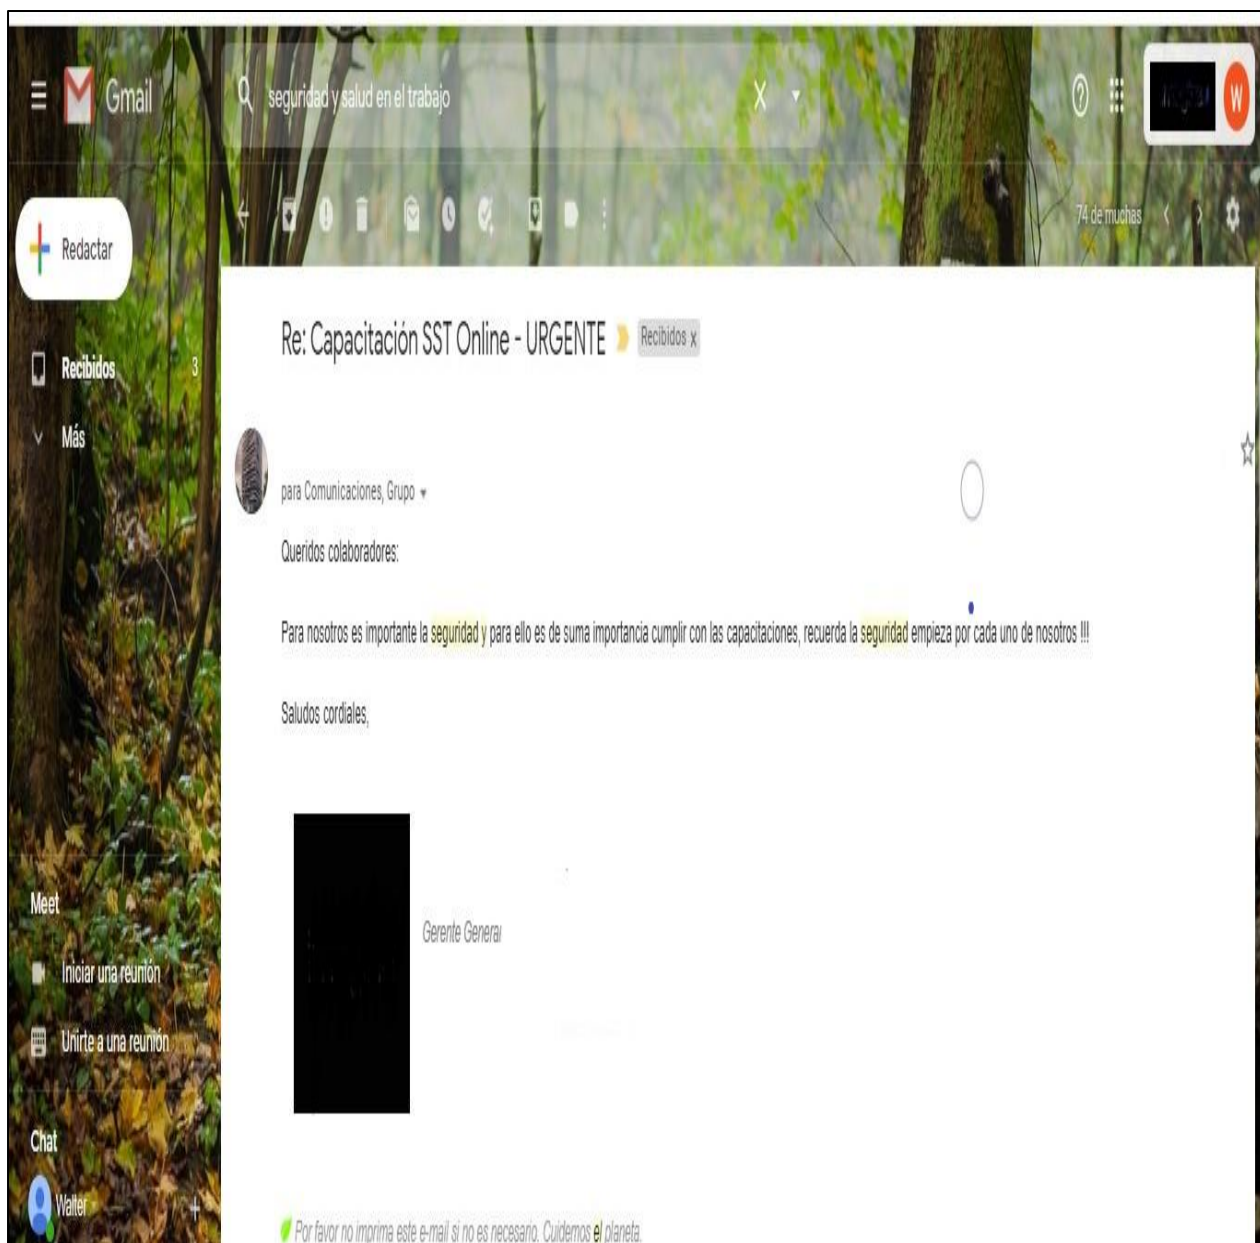 Gmail
seguridad y salud en el trabajo
W
Redactar
74 de muchas
Re: Capacitación SST Online - URGENTE
Recibidos x
Recibidos 3
Más
para Comunicaciones, Grupo
Queridos colaboradores:
Para nosotros es importante la seguridad y para ello es de suma importancia cumplir con las capacitaciones, recuerda la seguridad empieza por cada uno de nosotros !!!
Saludos cordiales,
Gerente General
Meet
Iniciar una reunión
Unirte a una reunión
Chat
Walter
Por favor no imprima este e-mail si no es necesario. Cuidemos el planeta.